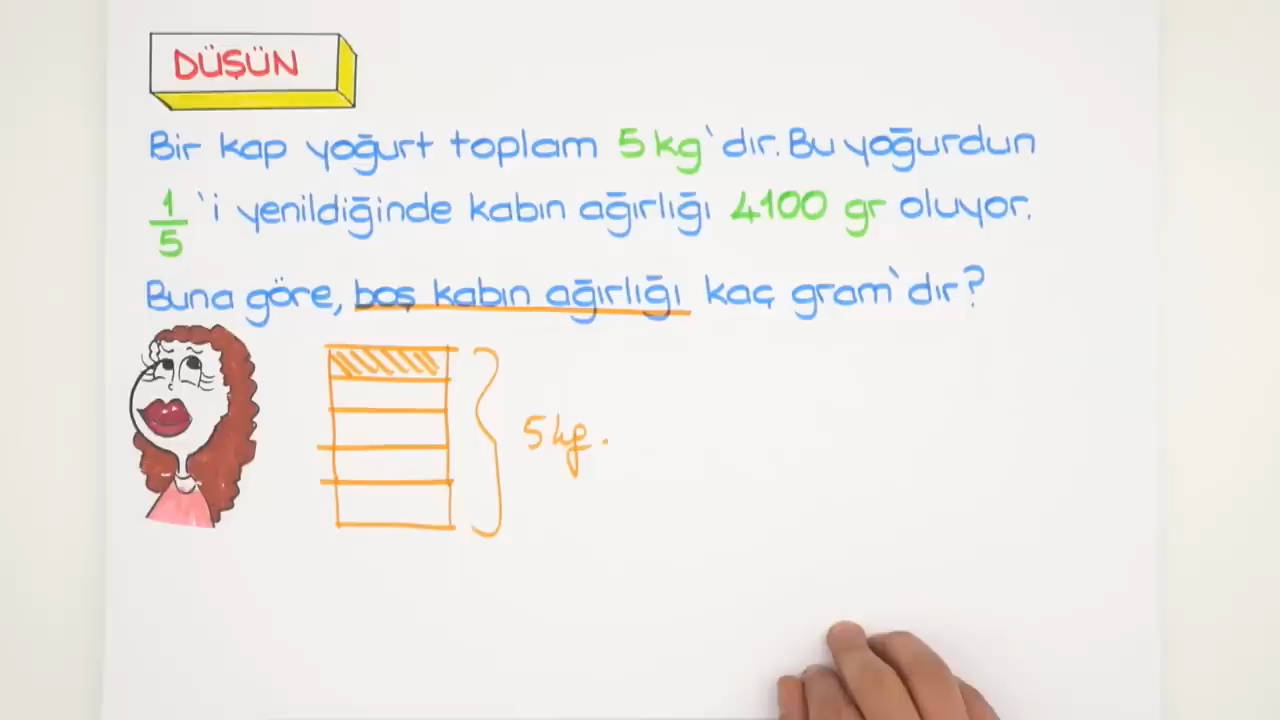 DÜŞÜN
Bir kap yoğurt toplam 5 kg'dır. Bu yoğurdun
1/5 'i yenildiğinde kabın ağırlığı 4100 gr oluyor.
Buna göre, boş kabın ağırlığı kaç gram'dır?
5 kg.